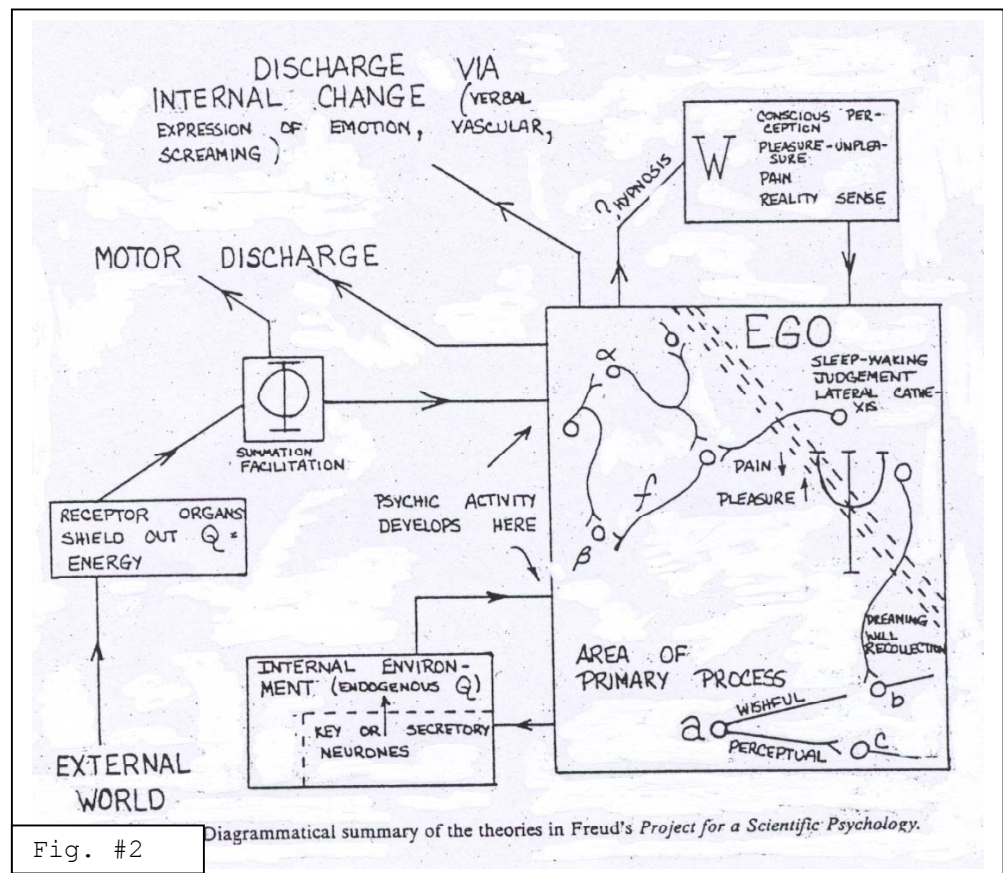 DISCHARGE VIA
INTERNAL CHANGE (VERBAL
EXPRESSION OF EMOTION, VASCULAR,
SCREAMING)
? HYPNOSIS
W
CONSCIOUS PER-
CEPTION
PLEASURE-UNPLEA-
SURE
PAIN
REALITY SENSE
MOTOR DISCHARGE
Φ
SUMMATION
FACILITATION
RECEPTOR ORGANS
SHIELD OUT Q =
ENERGY
EXTERNAL
WORLD
PSYCHIC ACTIVITY
DEVELOPS HERE
INTERNAL ENVIRON-
MENT (ENDOGENOUS Q)
KEY OR SECRETORY
NEURONES
EGO
SLEEP-WAKING
JUDGEMENT
LATERAL CATHE
XIS
α
β
f
PAIN ↓
PLEASURE ↑
Ψ
DREANING
WILL
RECOLLECTION
AREA OF
PRIMARY PROCESS
a
WISHFUL
b
PERCEPTUAL
c
Diagrammatical summary of the theories in Freud's Project for a Scientific Psychology.
Fig. #2